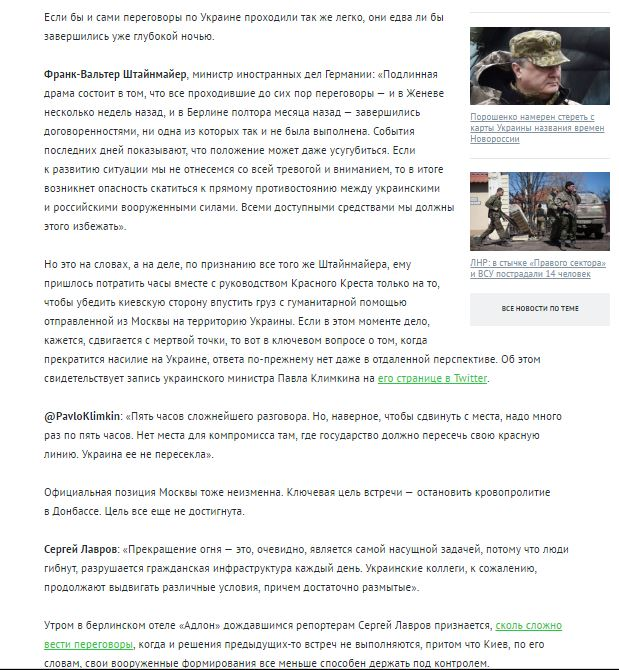 Если бы и сами переговоры по Украине проходили так же легко, они едва ли бы
завершились уже глубокой ночью.
Франк-Вальтер Штайнмайер, министр иностранных дел Германии: «Подлинная
драма состоит в том, что все проходившие до сих пор переговоры — и в Женеве
несколько недель назад, и в Берлине полтора месяца назад — завершились
договоренностями, ни одна из которых так и не была выполнена. События
последних дней показывают, что положение может даже усугубиться. Если
к развитию ситуации мы не отнесемся со всей тревогой и вниманием, то в итоге
возникнет опасность скатиться к прямому противостоянию между украинскими
и российскими вооруженными силами. Всеми доступными средствами мы должны
этого избежать».
Но это на словах, а на деле, по признанию все того же Штайнмайера, ему
пришлось потратить часы вместе с руководством Красного Креста только на то,
чтобы убедить киевскую сторону впустить груз с гуманитарной помощью
отправленной из Москвы на территорию Украины. Если в этом моменте дело,
кажется, сдвигается с мертвой точки, то вот в ключевом вопросе о том, когда
прекратится насилие на Украине, ответа по-прежнему нет даже в отдаленной перспективе. Об этом
свидетельствует запись украинского министра Павла Климкина на его странице в Twitter.
@PavloKlimkin: «Пять часов сложнейшего разговора. Но, наверное, чтобы сдвинуть с места, надо много
раз по пять часов. Нет места для компромисса там, где государство должно пересечь свою красную
линию. Украина ее не пересекла».
Официальная позиция Москвы тоже неизменна. Ключевая цель встречи — остановить кровопролитие
в Донбассе. Цель все еще не достигнута.
Сергей Лавров: «Прекращение огня — это, очевидно, является самой насущной задачей, потому что люди
гибнут, разрушается гражданская инфраструктура каждый день. Украинские коллеги, к сожалению,
продолжают выдвигать различные условия, причем достаточно размытые».
Утром в берлинском отеле «Адлон» дождавшимся репортерам Сергей Лавров признается, сколь сложно
вести переговоры, когда и решения предыдущих-то встреч не выполняются, притом что Киев, по его
словам, свои вооруженные формирования все меньше способен держать под контролем.
Порошенко намерен стереть с
карты Украины названия времен
Новороссии
ЛНР: в стычке «Правого сектора»
и ВСУ пострадали 14 человек
ВСЕ НОВОСТИ ПО ТЕМЕ